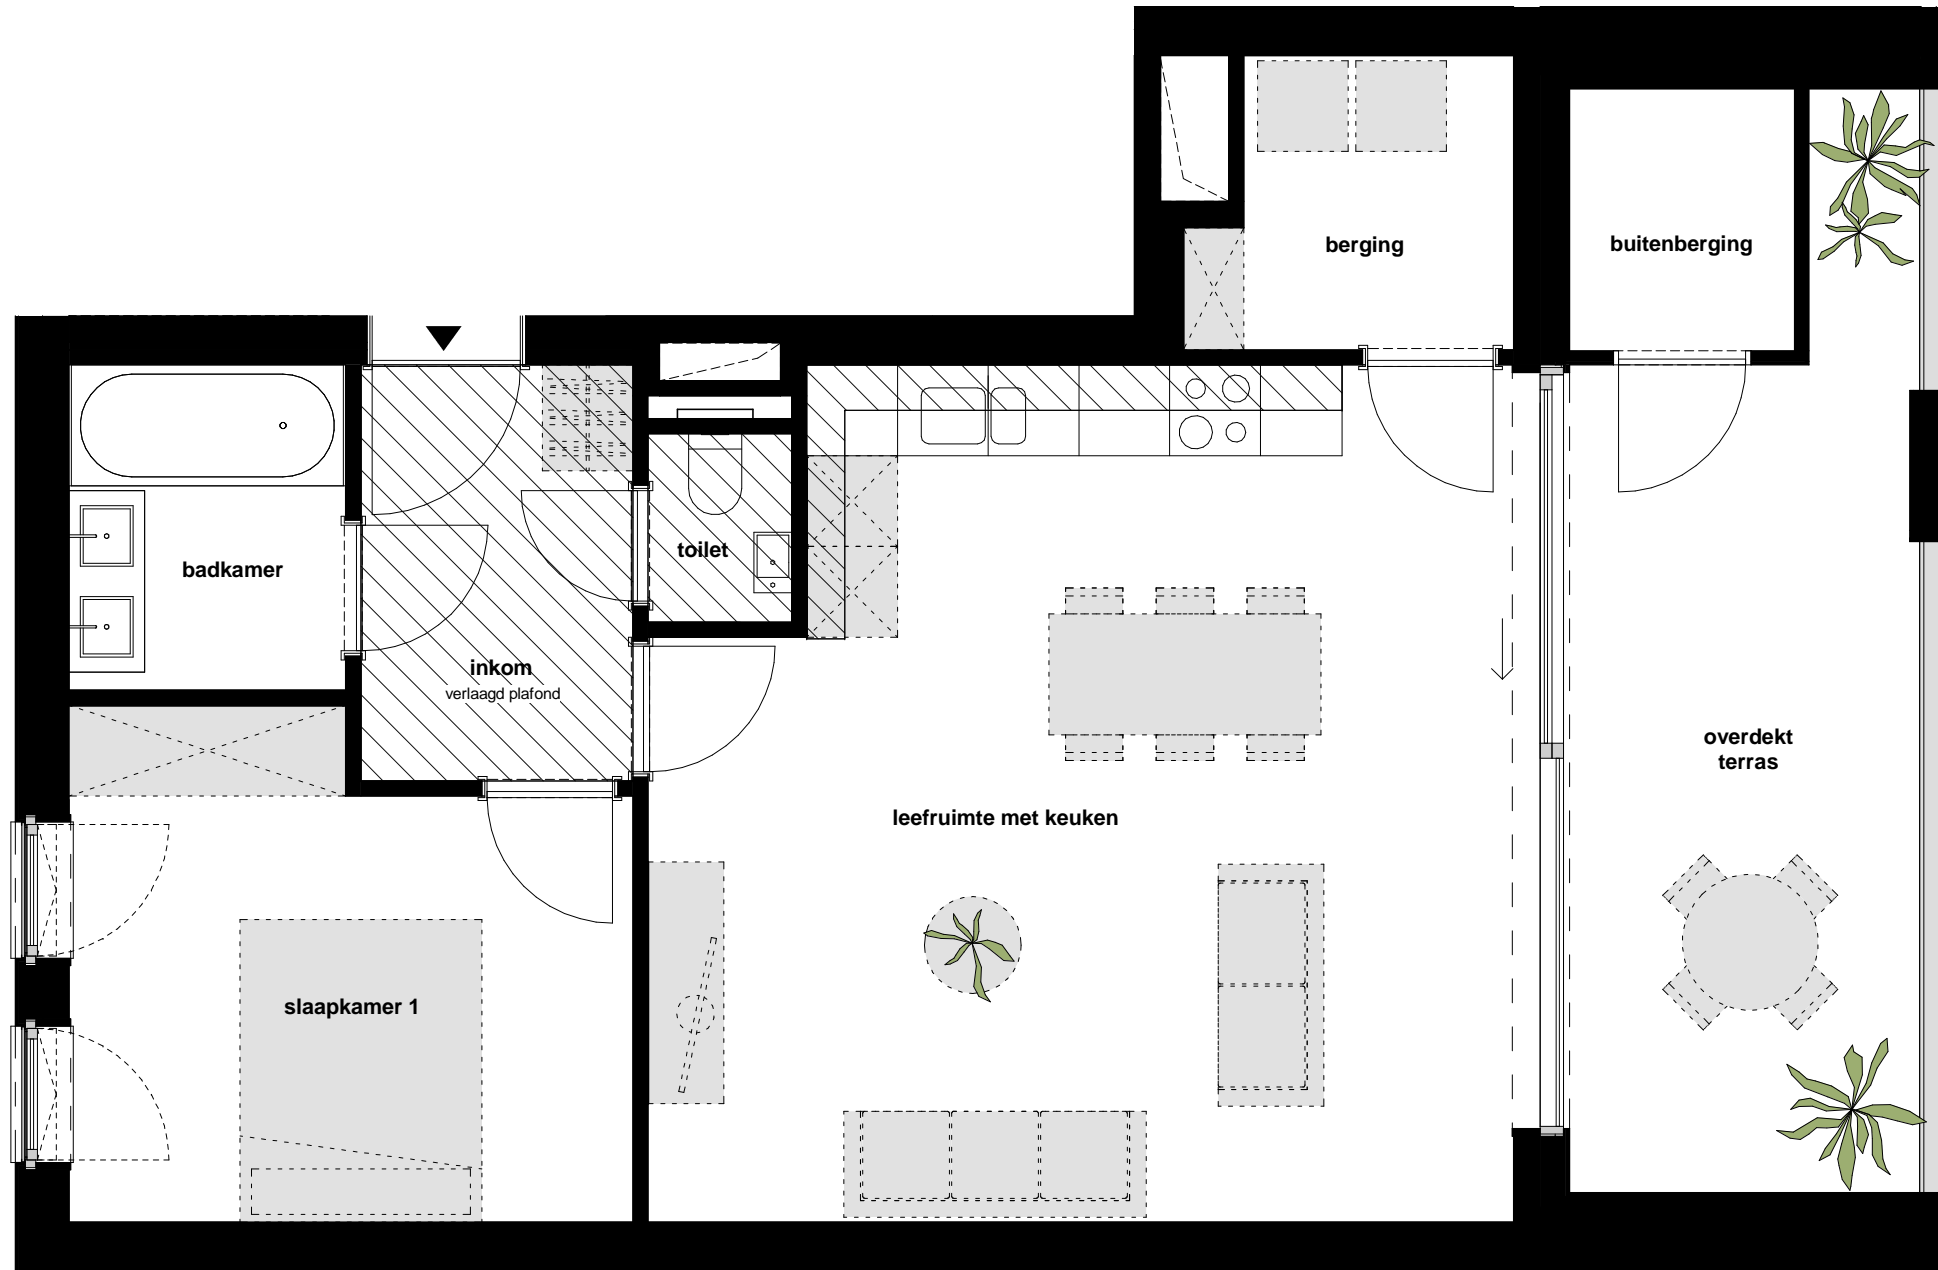 berging
buitenberging
toilet
badkamer
inkom
verlaagd plafond
overdekt
terras
leefruimte met keuken
slaapkamer 1